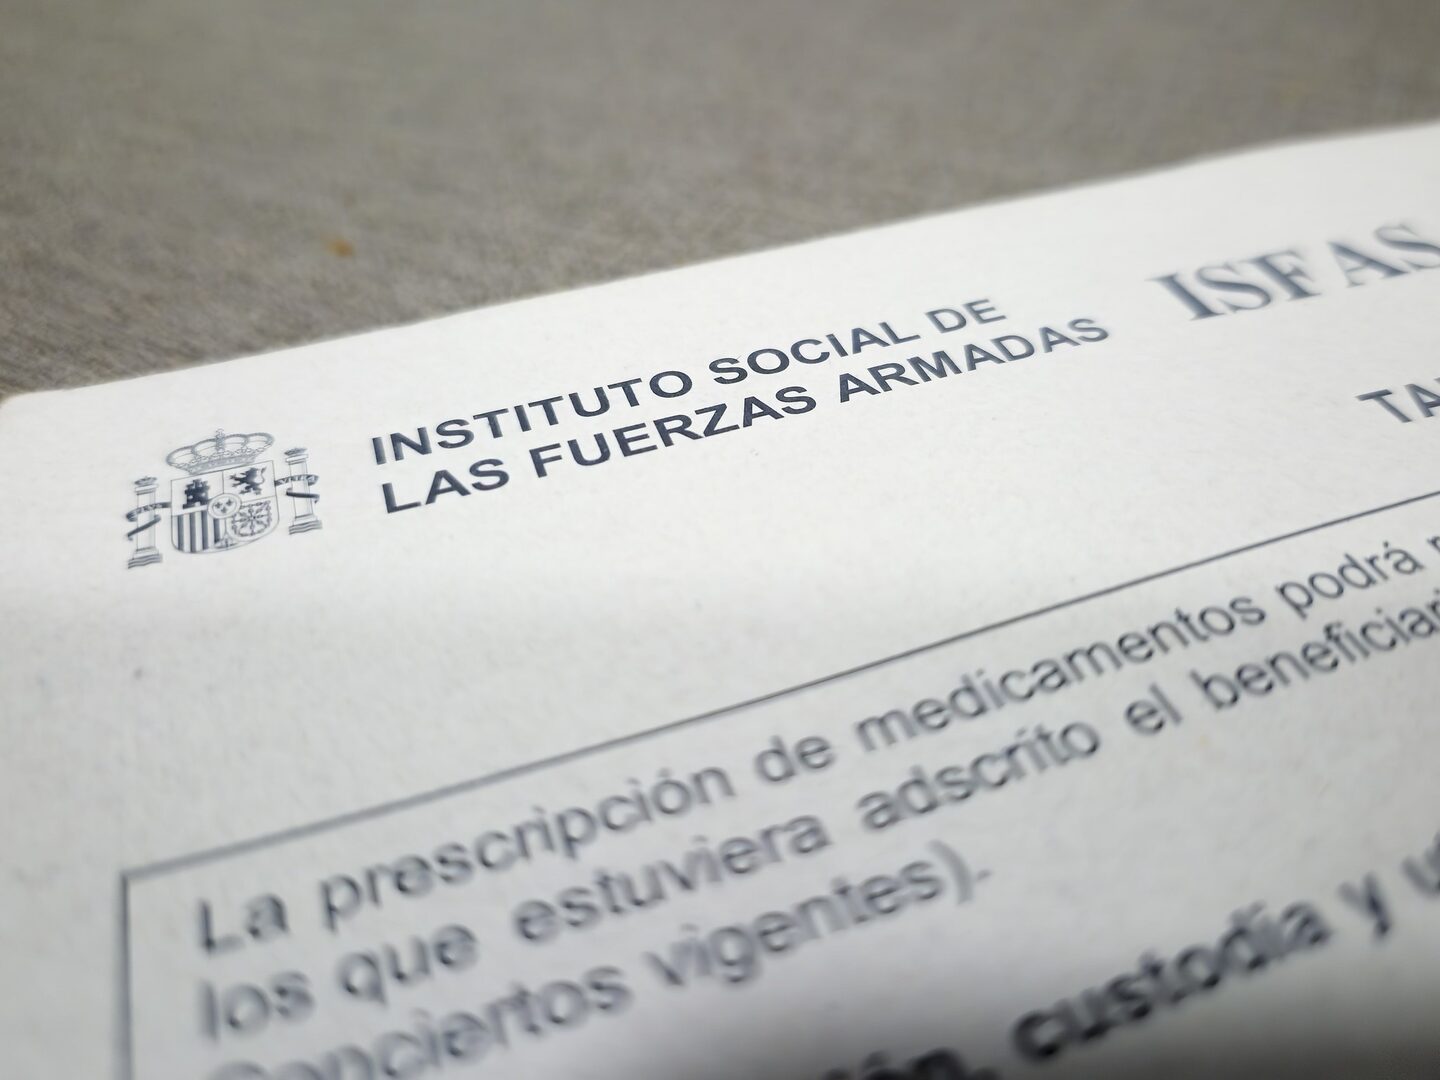 INSTITUTO SOCIAL DE
LAS FUERZAS ARMADAS
ISFAS
La prescripción de medicamentos podrá
los que estuviera adscrito el
Conciertos vigentes).
custodia y